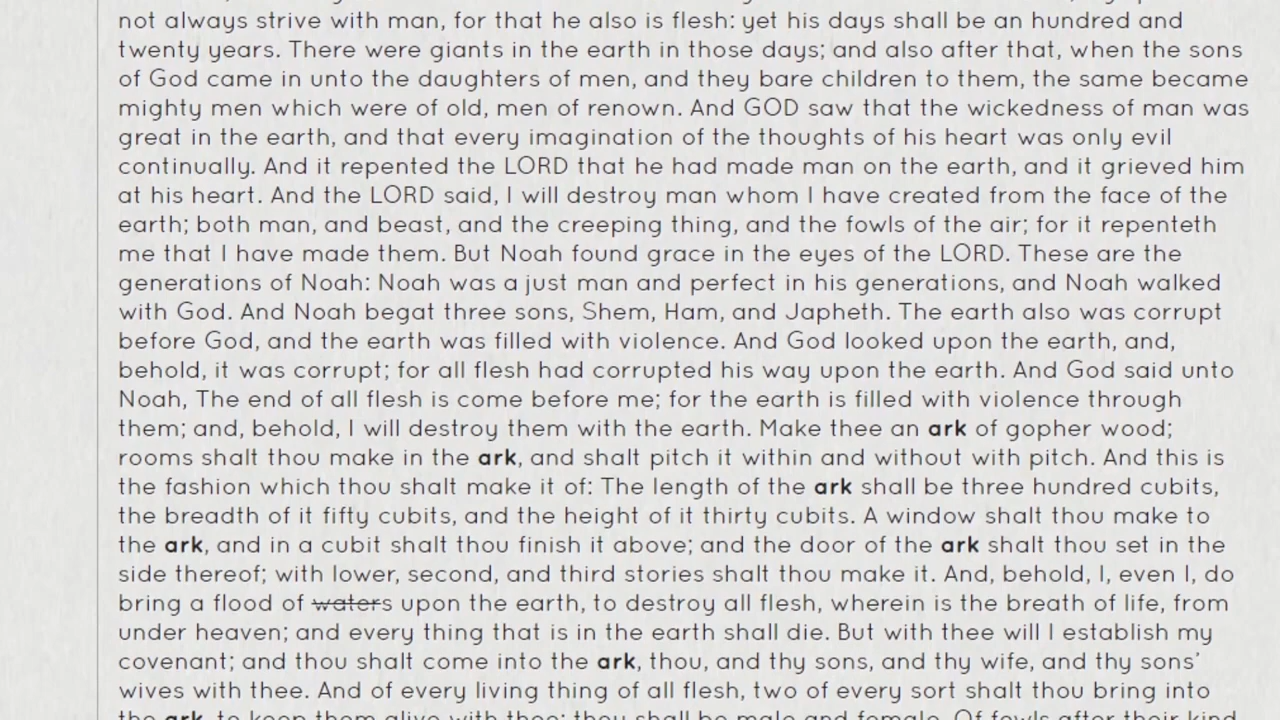 not always strive with man, for that he also is flesh: yet his days shall be an hundred and
twenty years. There were giants in the earth in those days; and also after that, when the sons
of God came in unto the daughters of men, and they bare children to them, the same became
mighty men which were of old, men of renown. And GOD saw that the wickedness of man was
great in the earth, and that every imagination of the thoughts of his heart was only evil
continually. And it repented the LORD that he had made man on the earth, and it grieved him
at his heart. And the LORD said, I will destroy man whom I have created from the face of the
earth; both man, and beast, and the creeping thing, and the fowls of the air; for it repenteth
me that I have made them. But Noah found grace in the eyes of the LORD. These are the
generations of Noah: Noah was a just man and perfect in his generations, and Noah walked
with God. And Noah begat three sons, Shem, Ham, and Japheth. The earth also was corrupt
before God, and the earth was filled with violence. And God looked upon the earth, and,
behold, it was corrupt; for all flesh had corrupted his way upon the earth. And God said unto
Noah, The end of all flesh is come before me; for the earth is filled with violence through
them; and, behold, I will destroy them with the earth. Make thee an ark of gopher wood;
rooms shalt thou make in the ark, and shalt pitch it within and without with pitch. And this is
the fashion which thou shalt make it of: The length of the ark shall be three hundred cubits,
the breadth of it fifty cubits, and the height of it thirty cubits. A window shalt thou make to
the ark, and in a cubit shalt thou finish it above; and the door of the ark shalt thou set in the
side thereof; with lower, second, and third stories shalt thou make it. And, behold, I, even I, do
bring a flood of waters upon the earth, to destroy all flesh, wherein is the breath of life, from
under heaven; and every thing that is in the earth shall die. But with thee will I establish my
covenant; and thou shalt come into the ark, thou, and thy sons, and thy wife, and thy sons’
wives with thee. And of every living thing of all flesh, two of every sort shalt thou bring into
the ark, to keep them alive with thee; they shall be male and female. Of fowls after their kind